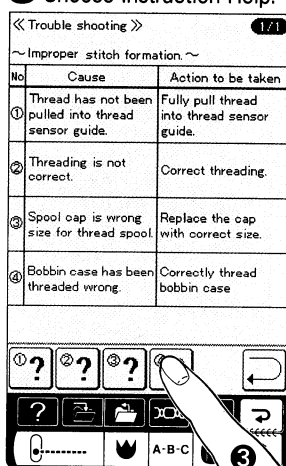 Choose Instruction Help.
≪ Trouble shooting ≫ 1/1
～ Improper stitch formation. ～
No Cause Action to be taken
① Thread has not been pulled into thread sensor guide. Fully pull thread into thread sensor guide.
② Threading is not correct. Correct threading.
③ Spool cap is wrong size for thread spool. Replace the cap with correct size.
④ Bobbin case has been threaded wrong. Correctly thread bobbin case
①? ②? ③?
?
A-B-C
3